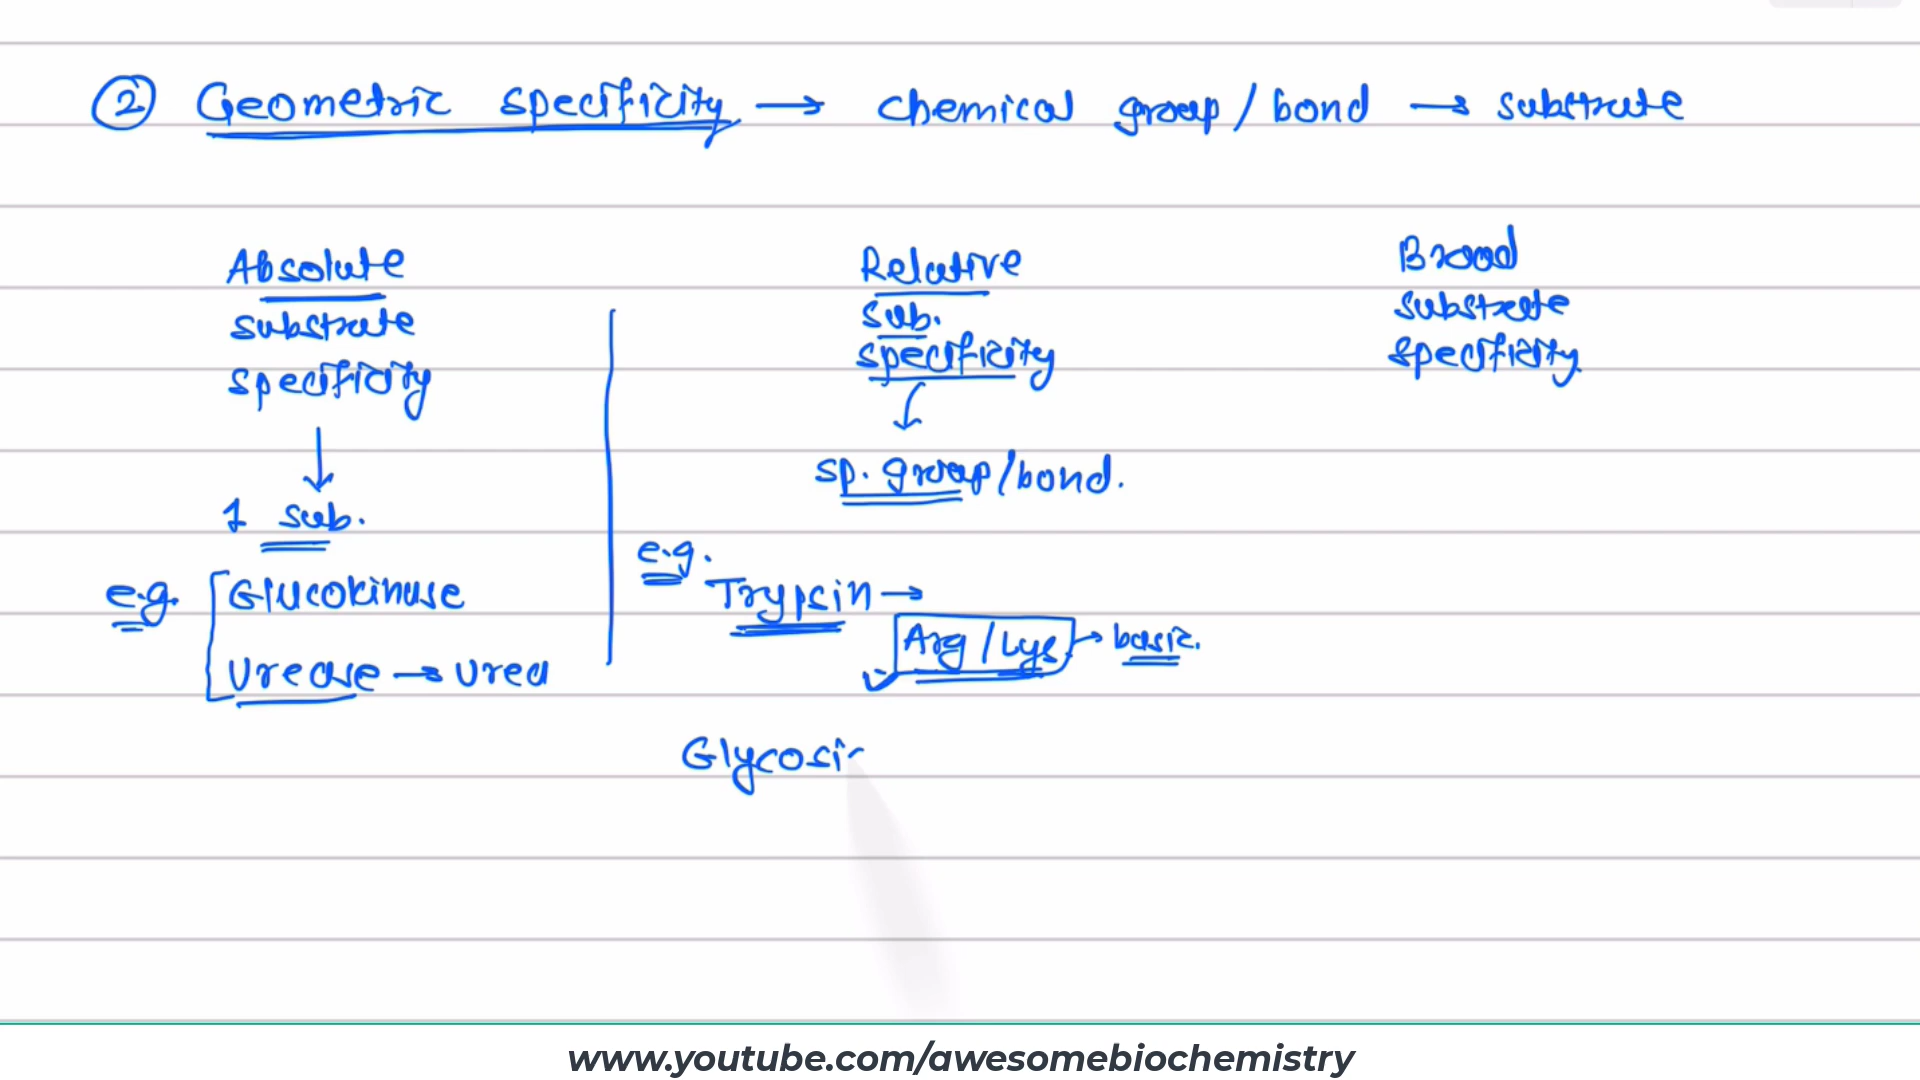 ② Geometric specificity → chemical group/bond → substrate
Absolute
substrate
specificity
↓
1 sub.
e.g. Glucokinase
Urease → Urea
Relative
sub.
specificity
↓
sp. group/bond.
e.g.
Trypsin →
Arg/Lys → basic.
Glycosi
Broad
substrate
specificity
www.youtube.com/awesomebiochemistry